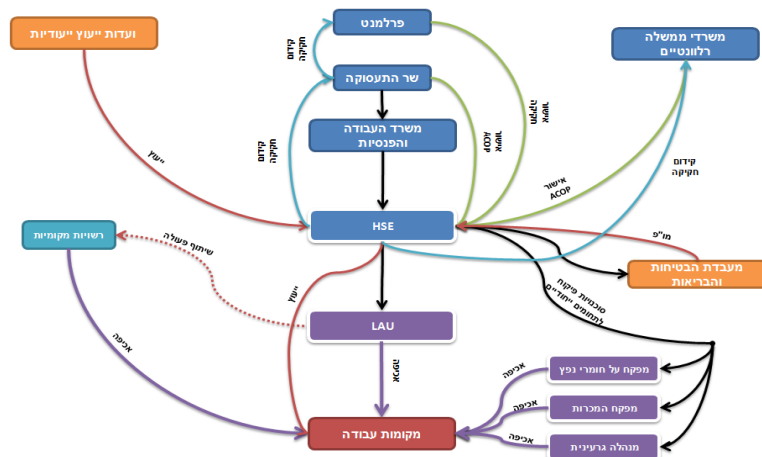 פרלמנט
ועדות ייעוץ ייעודיות
משרדי ממשלה
רלוונטיים
קידום
חקיקה
שר התעסוקה
משרד העבודה
והפנסיות
אישור
חקיקה
אישור
ACOP
קידום
חקיקה
ייעוץ
קידום
חקיקה
אישור
ACOP
HSE
רשויות מקומיות
שיתוף פעולה
מו"פ
מעבדת הבטיחות
והבריאות
סוכנויות פיקוח
לתחומים ייחודיים
ייעוץ
LAU
אכיפה
איפה
מפקח על חומרי נפץ
אכיפה
מפקח המכרות
אכיפה
מקומות עבודה
מנהלה גרעינית
אכיפה